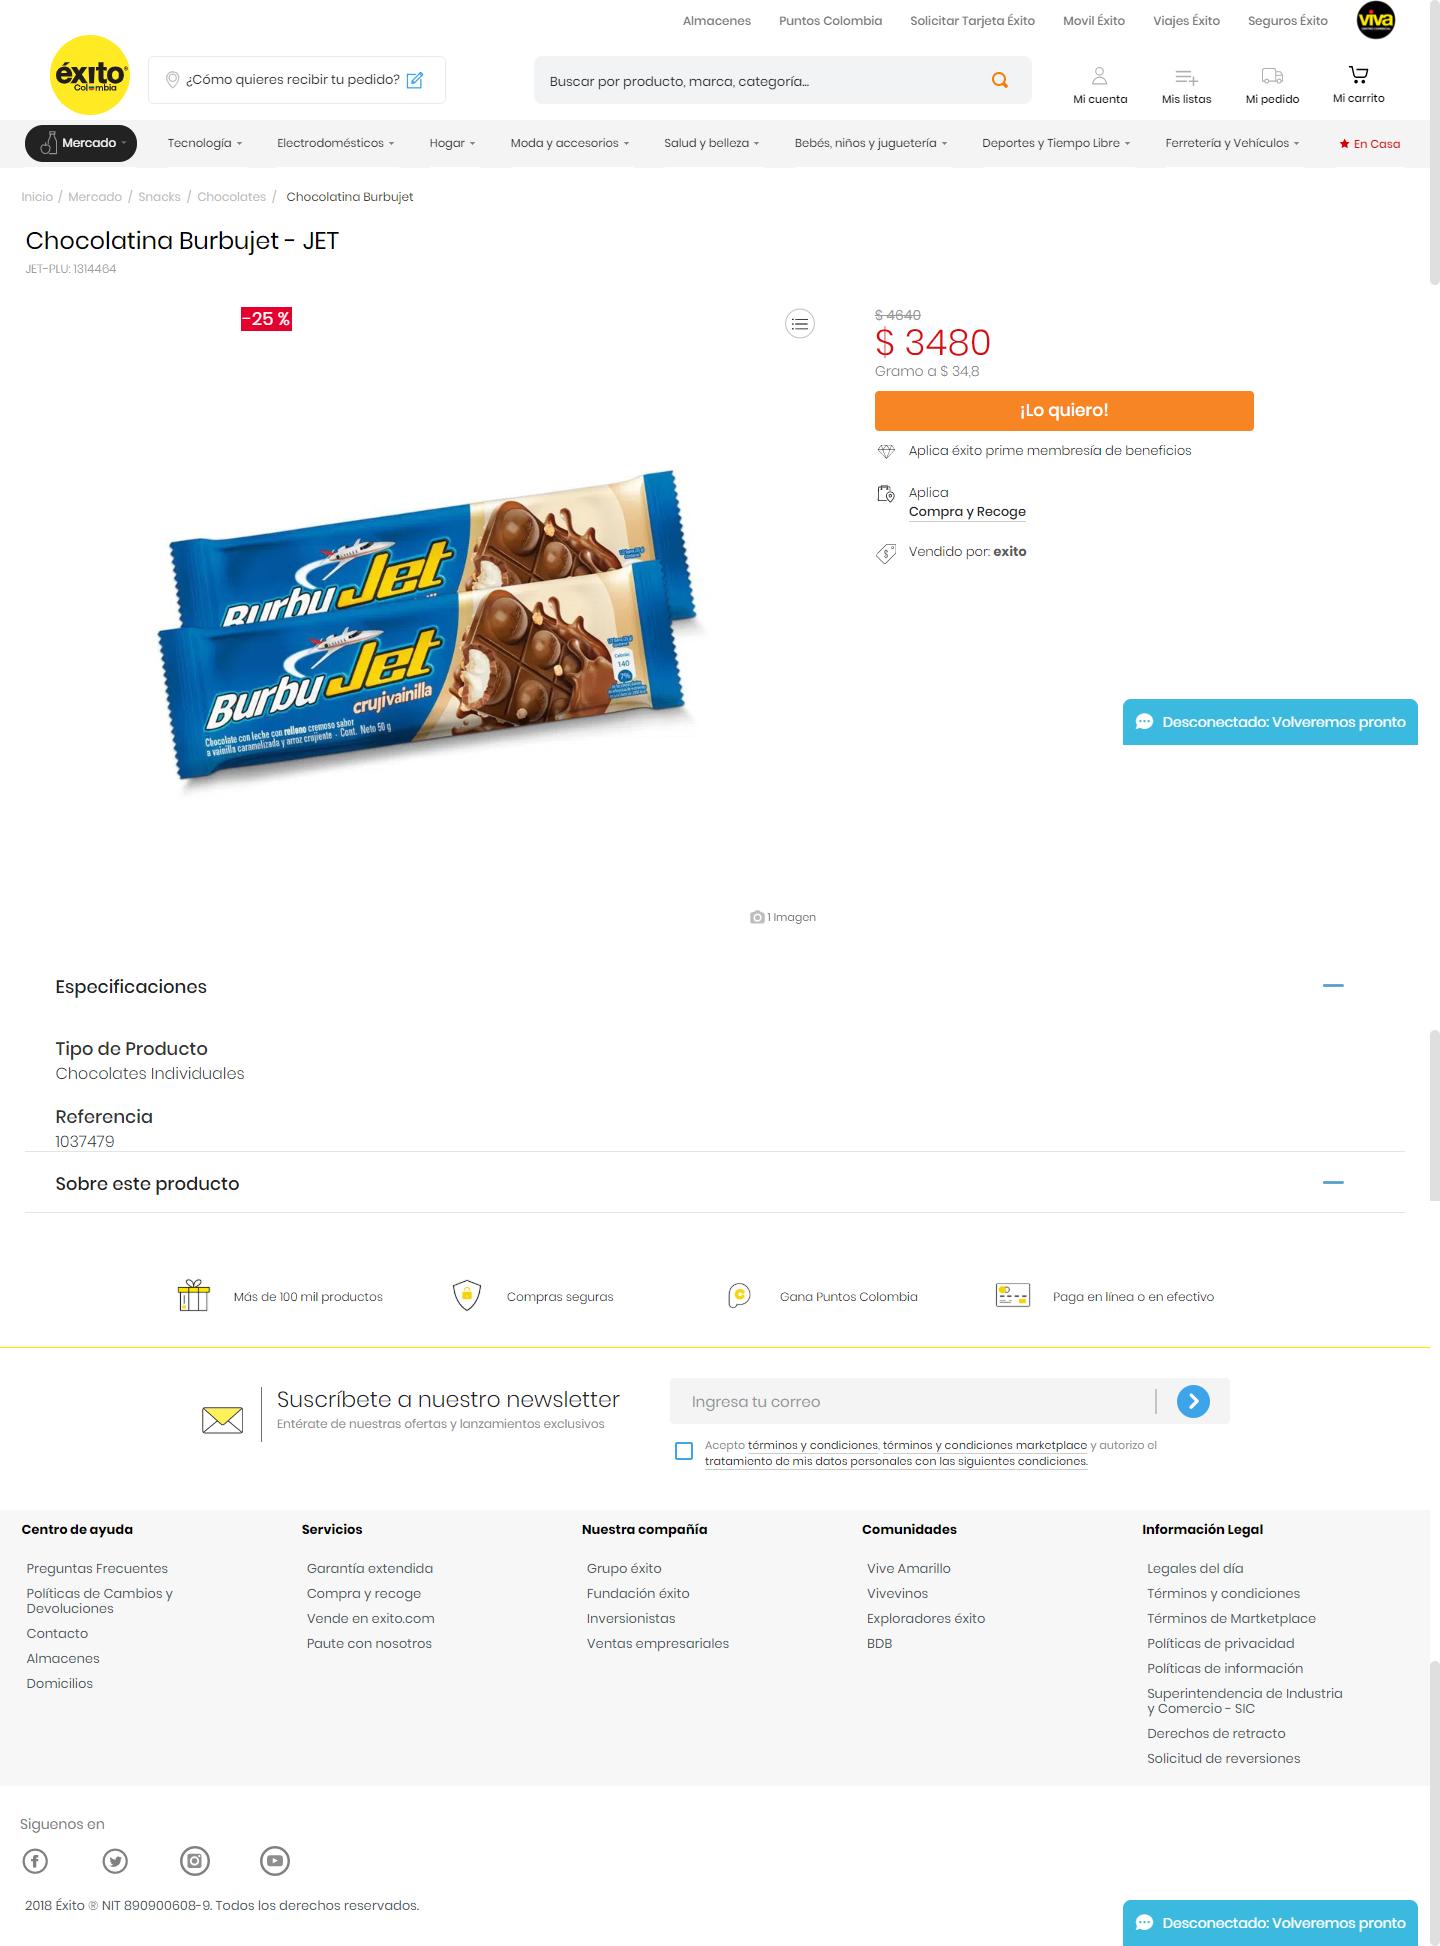 Almacenes Puntos Colombia Solicitar Tarjeta Éxito Movil Éxito Viajes Éxito Seguros Éxito viva
éxito
Colombia
¿Cómo quieres recibir tu pedido?
Buscar por producto, marca, categoría...
Mi cuenta Mis listas Mi pedido Mi carrito
Mercado Tecnología Electrodomésticos Hogar Moda y accesorios Salud y belleza Bebés, niños y juguetería Deportes y Tiempo Libre Ferretería y Vehículos En Casa
Inicio / Mercado / Snacks / Chocolates / Chocolatina Burbujet
Chocolatina Burbujet - JET
JET-PLU: 1314464
-25 %
$ 4640
$ 3480
Gramo a $ 34,8
¡Lo quiero!
Aplica éxito prime membresía de beneficios
Aplica
Compra y Recoge
Vendido por: exito
BurbuJet
BurbuJet
crujivainilla
Chocolate con leche con relleno cremoso sabor
a vainilla caramelizada y arroz crujiente - Cont. Neto 50 g
Calorías
140
7%
Desconectado: Volveremos pronto
1 Imagen
Especificaciones
Tipo de Producto
Chocolates Individuales
Referencia
1037479
Sobre este producto
Más de 100 mil productos
Compras seguras
Gana Puntos Colombia
Paga en línea o en efectivo
Suscríbete a nuestro newsletter
Entérate de nuestras ofertas y lanzamientos exclusivos
Ingresa tu correo
Acepto términos y condiciones, términos y condiciones marketplace y autorizo el
tratamiento de mis datos personales con las siguientes condiciones.
Centro de ayuda
Preguntas Frecuentes
Políticas de Cambios y
Devoluciones
Contacto
Almacenes
Domicilios
Servicios
Garantía extendida
Compra y recoge
Vende en exito.com
Paute con nosotros
Nuestra compañía
Grupo éxito
Fundación éxito
Inversionistas
Ventas empresariales
Comunidades
Vive Amarillo
Vivevinos
Exploradores éxito
BDB
Información Legal
Legales del día
Términos y condiciones
Términos de Martketplace
Políticas de privacidad
Políticas de información
Superintendencia de Industria
y Comercio - SIC
Derechos de retracto
Solicitud de reversiones
Siguenos en
2018 Éxito ® NIT 890900608-9. Todos los derechos reservados.
Desconectado: Volveremos pronto